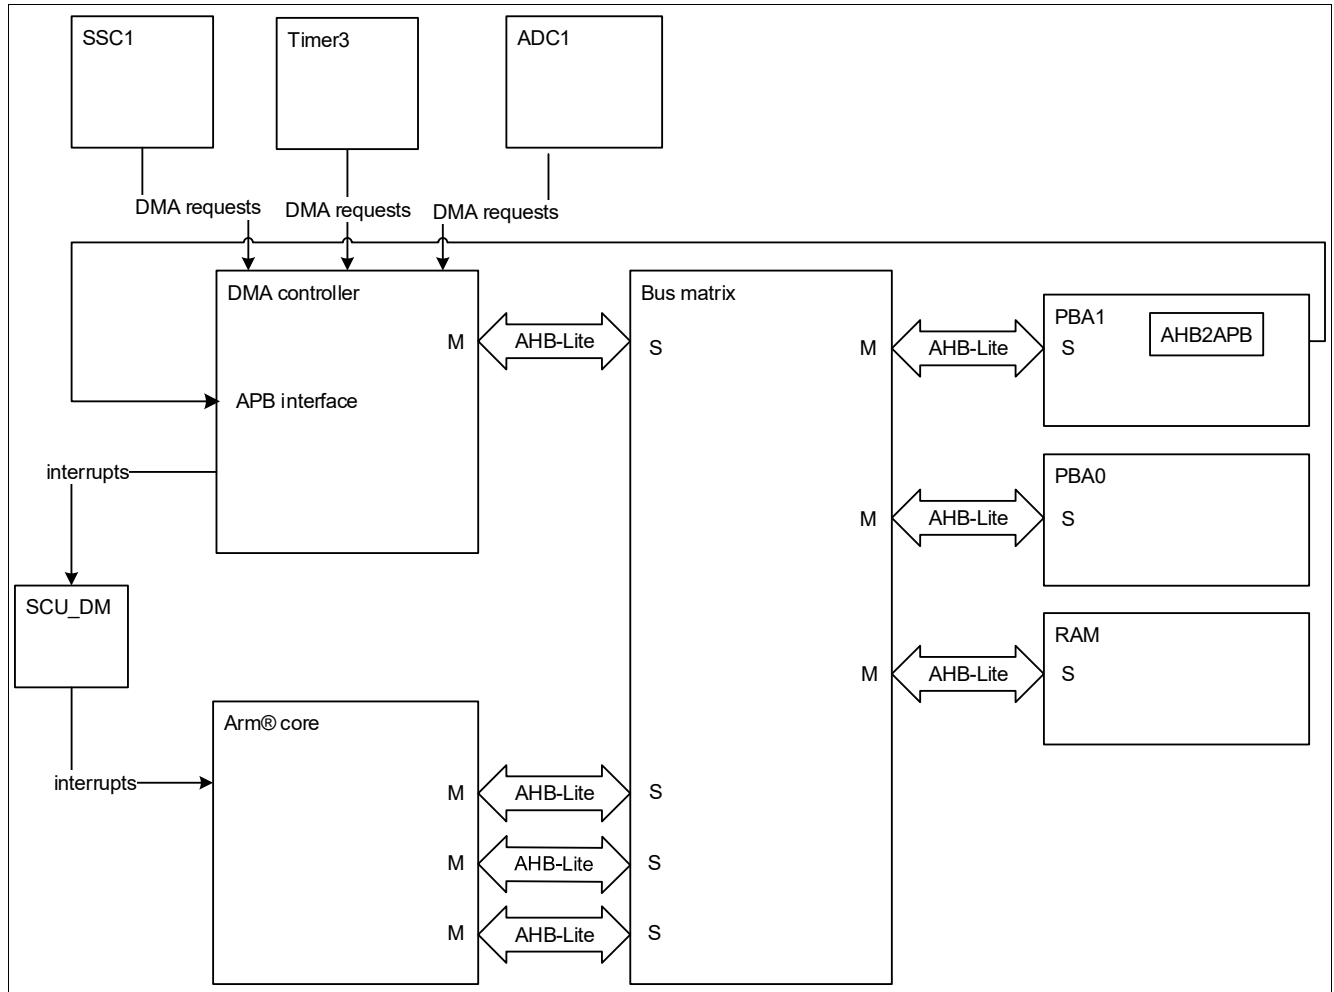 SSC1
Timer3
ADC1
DMA requests
DMA requests
DMA requests
DMA controller
M
APB interface
AHB-Lite
Bus matrix
S
M
AHB-Lite
PBA1
S
AHB2APB
interrupts
M
AHB-Lite
PBA0
S
SCU_DM
M
AHB-Lite
RAM
S
interrupts
Arm® core
M
AHB-Lite
S
M
AHB-Lite
S
M
AHB-Lite
S